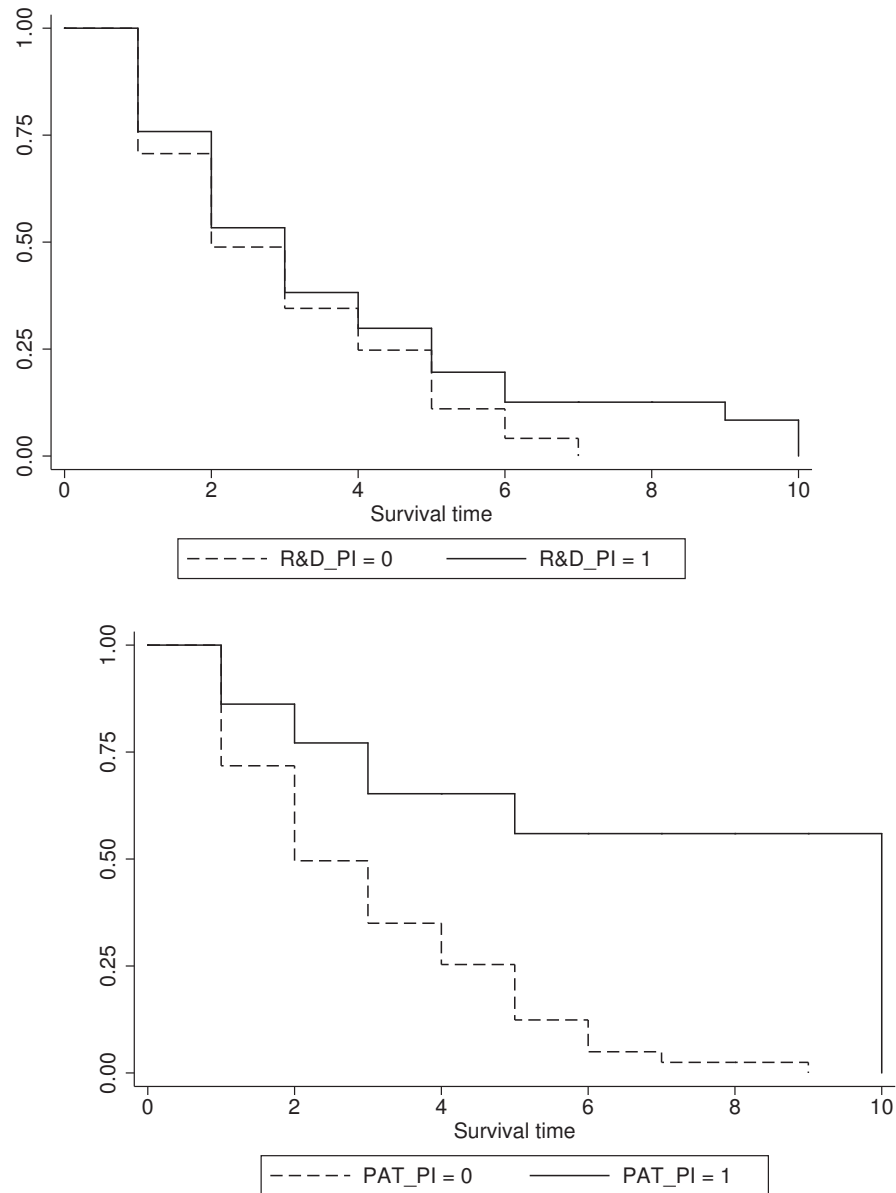 1.00
0.75
0.50
0.25
0.00
0 2 4 6 8 10
Survival time
R&D_PI = 0 R&D_PI = 1
1.00
0.75
0.50
0.25
0.00
0 2 4 6 8 10
Survival time
PAT_PI = 0 PAT_PI = 1